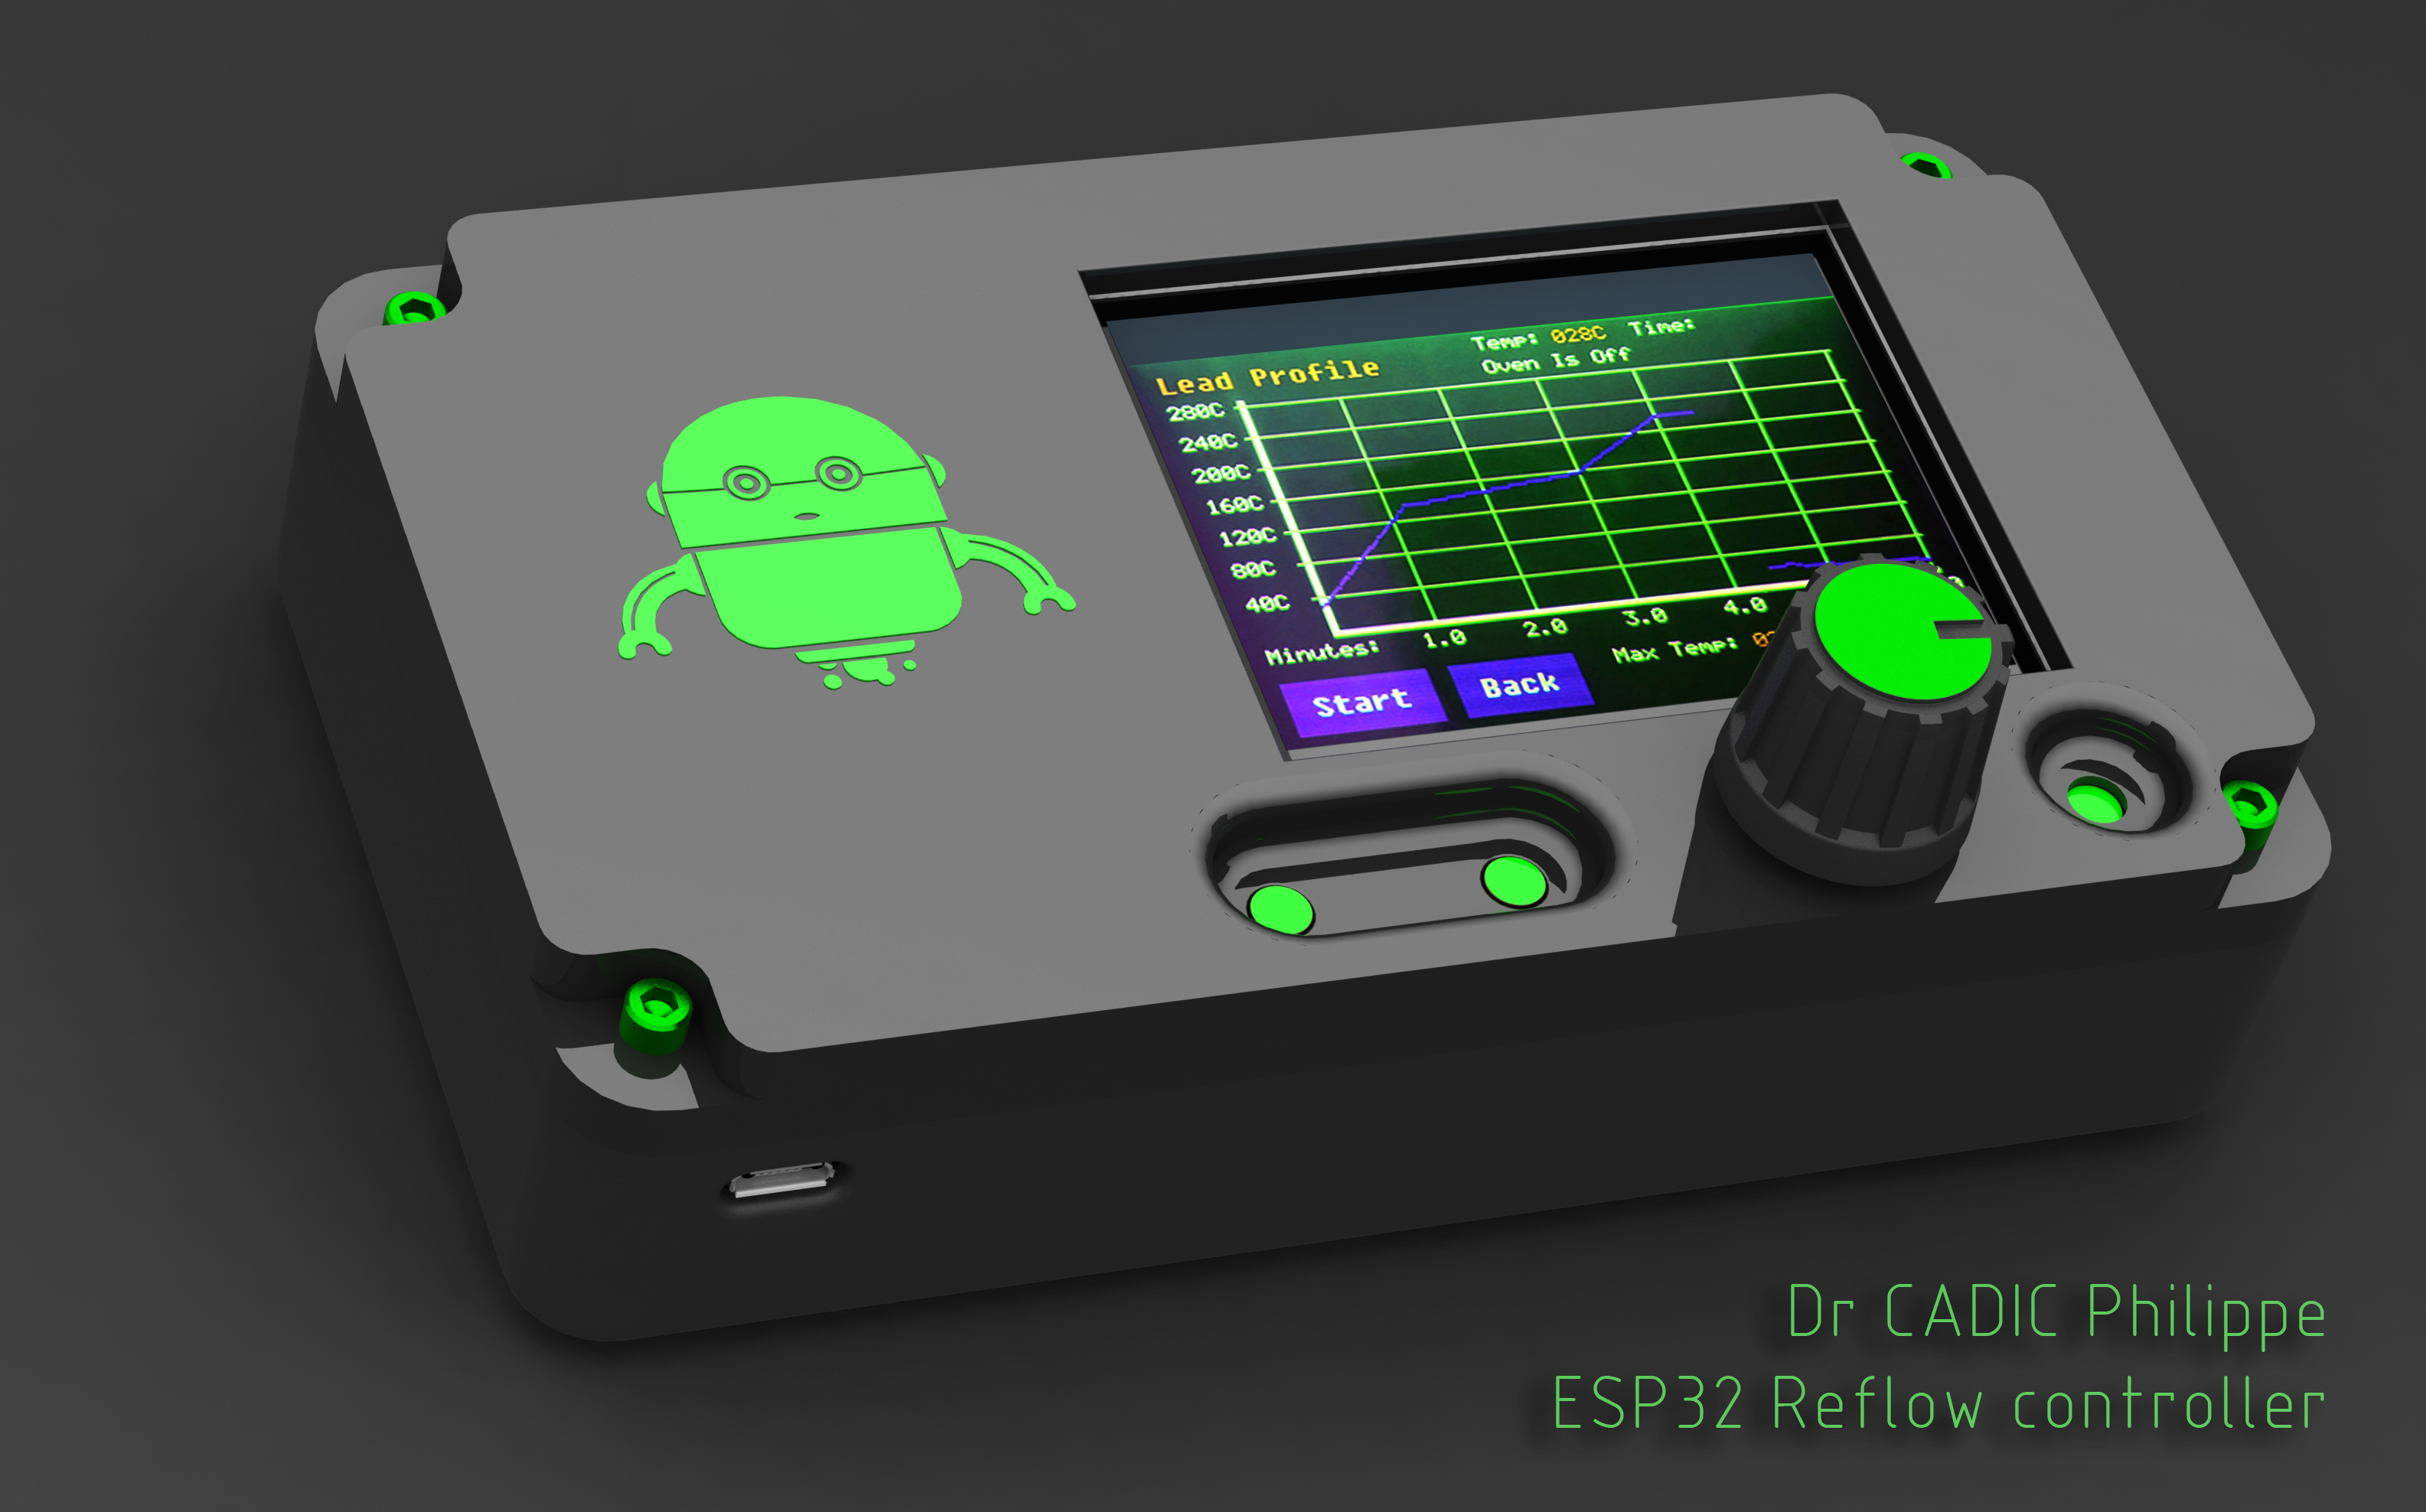 Temp: 028C Time:
Oven Is Off
Lead Profile
280C
240C
200C
160C
120C
80C
40C
Minutes: 1.0 2.0 3.0 4.0
Max Temp:
Start Back
Dr CADIC Philippe
ESP32 Reflow controller